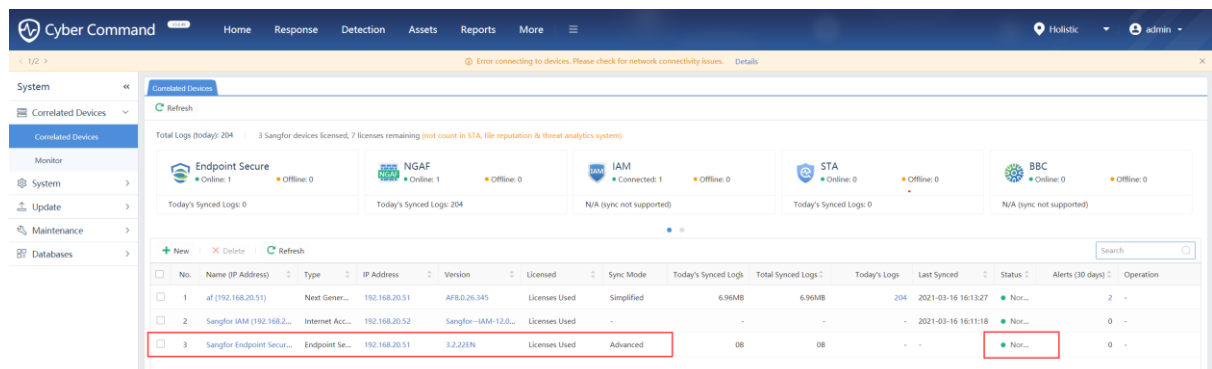 Cyber Command Home Response Detection Assets Reports More Holistic admin
< 1/2 > Error connecting to devices. Please check for network connectivity issues. Details
System «
Correlated Devices
Refresh
Correlated Devices
Correlated Devices
Monitor
System
Update
Maintenance
Databases
Total Logs (today): 204 3 Sangfor devices licensed, 7 licenses remaining (not count in STA, file reputation & threat analytics system)
Endpoint Secure NGAF IAM STA BBC
Online: 1 Offline: 0 NGAF Online: 1 Offline: 0 IAM Connected: 1 Offline: 0 Online: 0 Offline: 0 Online: 0 Offline: 0
Today's Synced Logs: 0 Today's Synced Logs: 204 N/A (sync not supported) Today's Synced Logs: 0 N/A (sync not supported)
+ New × Delete Refresh Search
No. Name (IP Address) Type IP Address Version Licensed Sync Mode Today's Synced Logs Total Synced Logs Today's Logs Last Synced Status Alerts (30 days) Operation
1 af (192.168.20.51) Next Gener... 192.168.20.51 AF8.0.26.345 Licenses Used Simplified 6.96MB 6.96MB 204 2021-03-16 16:13:27 Nor... 2 -
2 Sangfor IAM (192.168.2... Internet Acc... 192.168.20.52 Sangfor--IAM-12.0... Licenses Used - - - - 2021-03-16 16:11:18 Nor... 0 -
3 Sangfor Endpoint Secur... Endpoint Se... 192.168.20.51 3.2.22EN Licenses Used Advanced 0B 0B - - Nor... 0 -